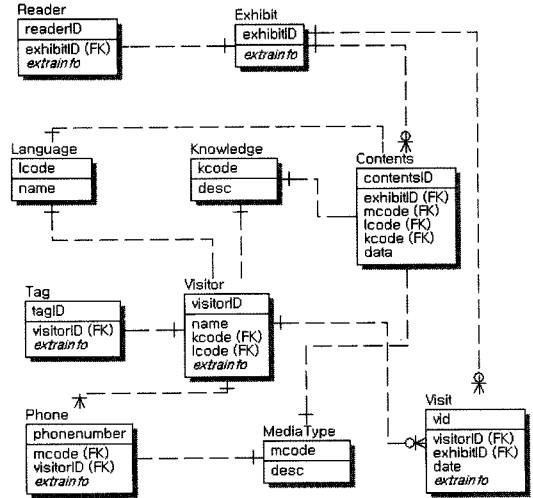 Reader
readerID
exhibitID (FK)
extrainfo
Exhibit
exhibitID
extrainfo
Language
lcode
name
Knowledge
kcode
desc
Contents
contentsID
exhibitID (FK)
mcode (FK)
lcode (FK)
kcode (FK)
data
Tag
tagID
visitorID (FK)
extrainfo
Visitor
visitorID
name
kcode (FK)
lcode (FK)
extrainfo
Phone
phonenumber
mcode (FK)
visitorID (FK)
extrainfo
MediaType
mcode
desc
Visit
vid
visitorID (FK)
exhibitID (FK)
date
extrainfo